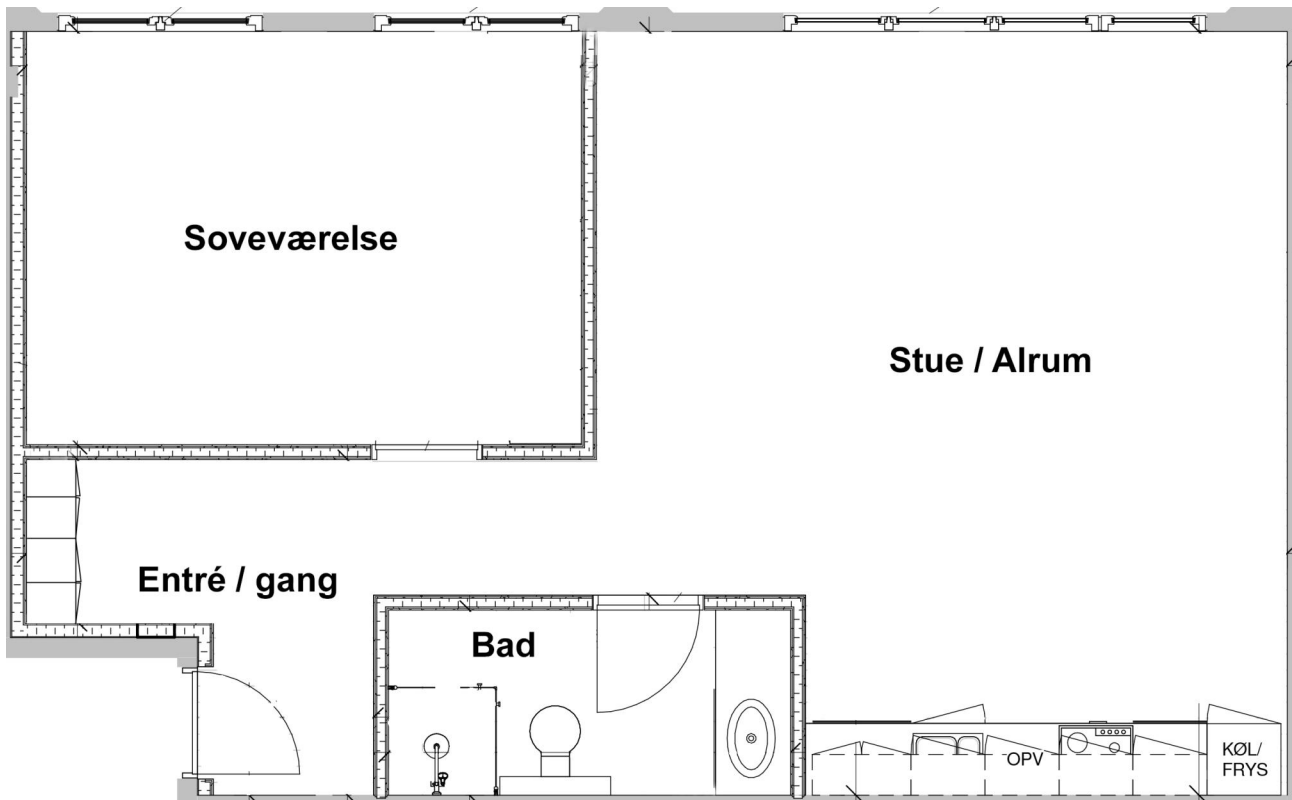 Soveværelse
Stue / Alrum
Entré / gang
Bad
OPV
KØL/
FRYS